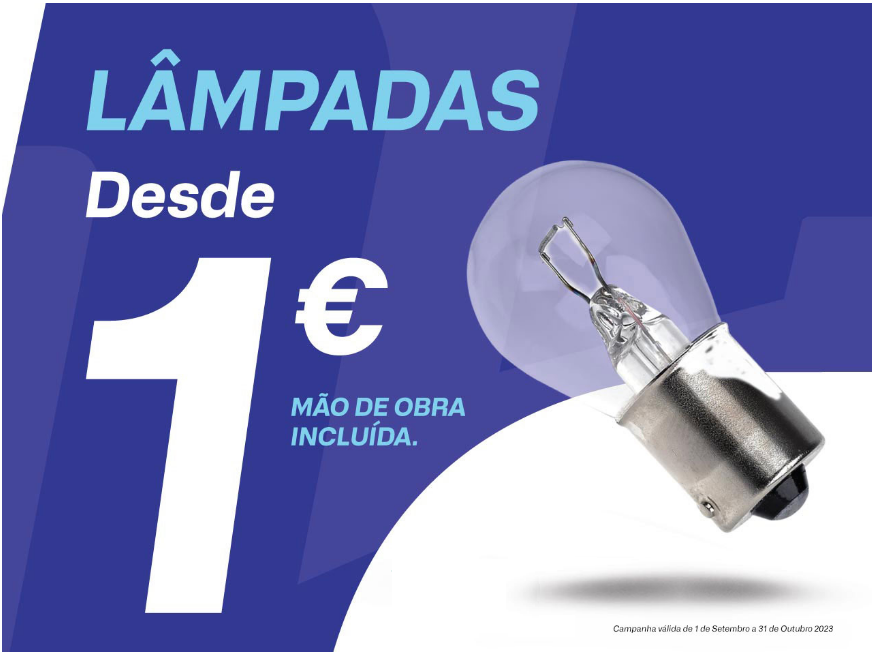 LÂMPADAS
Desde
1€
MÃO DE OBRA
INCLUÍDA.
Campanha válida de 1 de Setembro a 31 de Outubro 2023